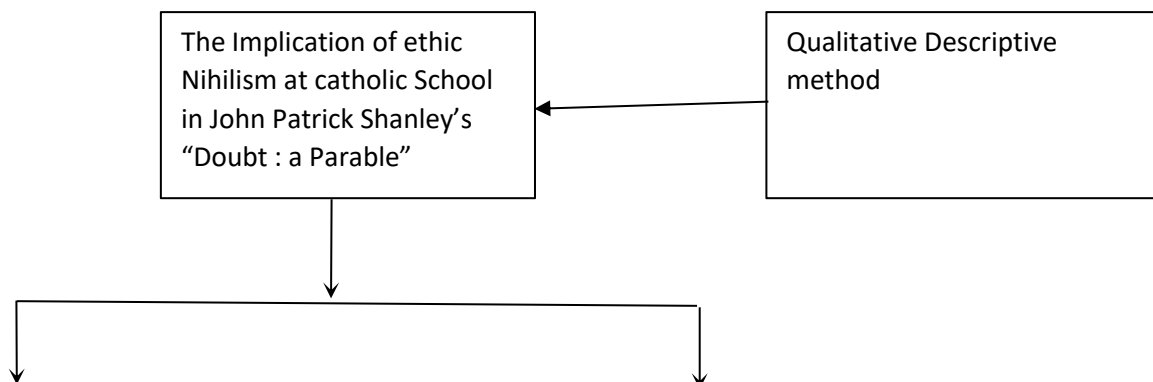 The Implication of ethic
Nihilism at catholic School
in John Patrick Shanley’s
“Doubt : a Parable”
Qualitative Descriptive
method